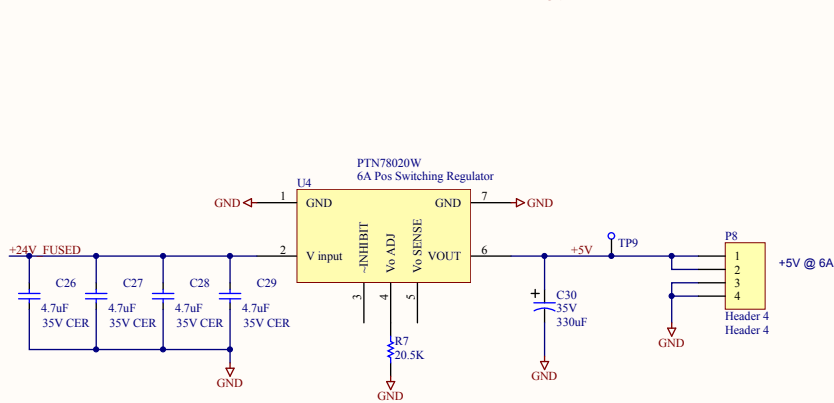 PTN78020W
6A Pos Switching Regulator
U4
GND 1 GND GND 7 GND
+24V FUSED 2 V input ~INHIBIT Vo ADJ Vo SENSE VOUT 6 +5V TP9 P8
3 4 5
1
2
3
4
+5V @ 6A
Header 4
Header 4
C26 C27 C28 C29
4.7uF 4.7uF 4.7uF 4.7uF
35V CER 35V CER 35V CER 35V CER
C30
35V
330uF
R7
20.5K
GND
GND
GND
GND